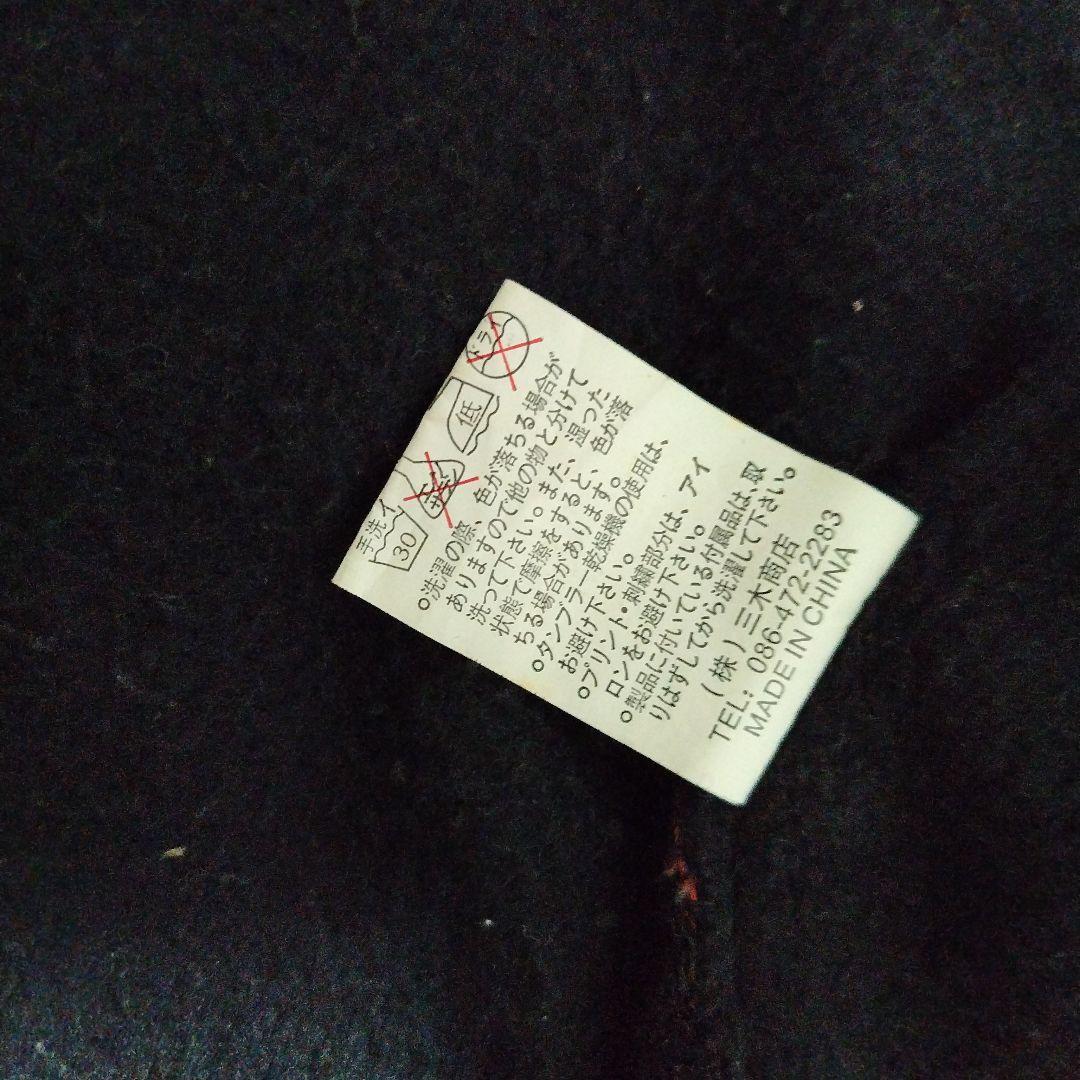 手洗イ
30
エンソサラシ
低
ドライ
○洗濯の際、色が落ちる場合が
ありますので他の物と分けて
洗って下さい。また、湿った
状態で摩擦をすると、色が落
ちる場合があります。
○タンブラー乾燥機の使用は、
お避け下さい。
○プリント・刺繍部分は、アイ
ロンをお避け下さい。
○製品に付いている付属品は、取
りはずしてから洗濯して下さい。
(株)三木商店
TEL: 086-472-2283
MADE IN CHINA